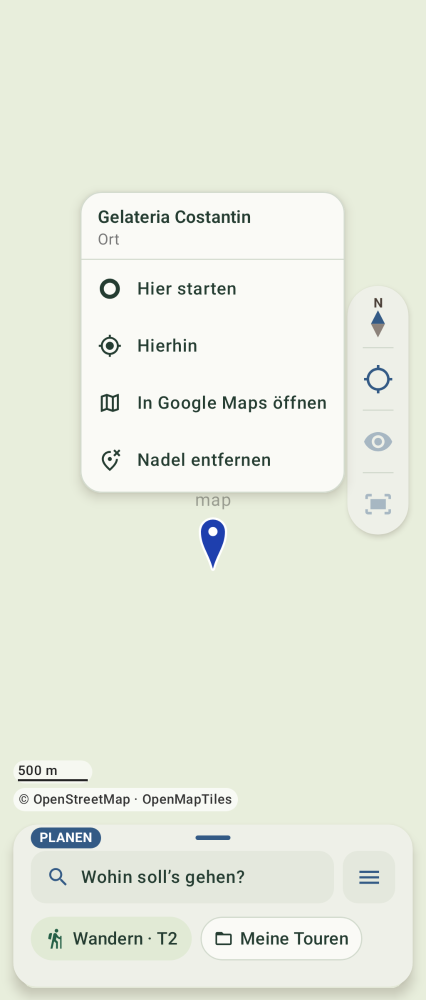 Gelateria Costantin
Ort
Hier starten
Hierhin
In Google Maps öffnen
Nadel entfernen
N
map
500 m
© OpenStreetMap · OpenMapTiles
PLANEN
Wohin soll’s gehen?
Wandern · T2
Meine Touren